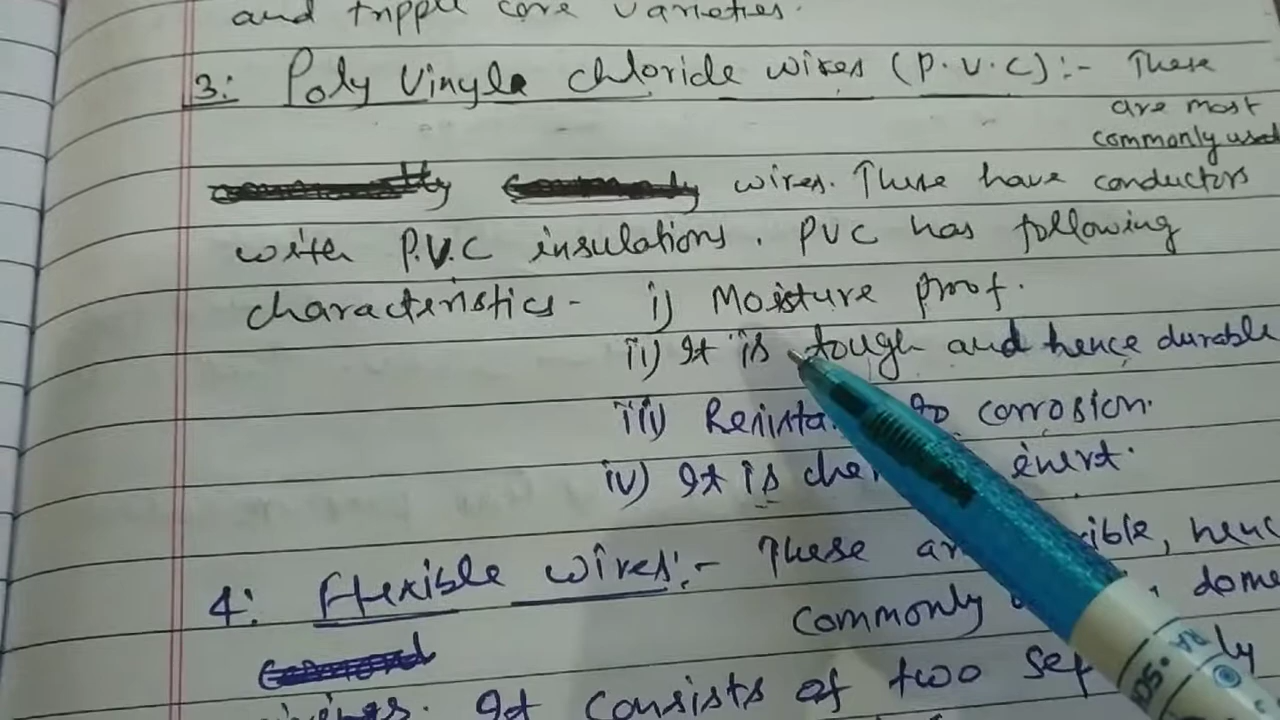 and tripple core varieties.
3: Poly Vinyle chloride wires (P.V.C):- These
are most
commonly used
wires. These have conductors
with P.V.C insulations. PVC has following
characteristics - i) Moisture proof.
ii) It is tough and hence durable
iii) to corrosion.
iv) It is inert.
4: Flexible wires:- These hence
commonly
It consists of two